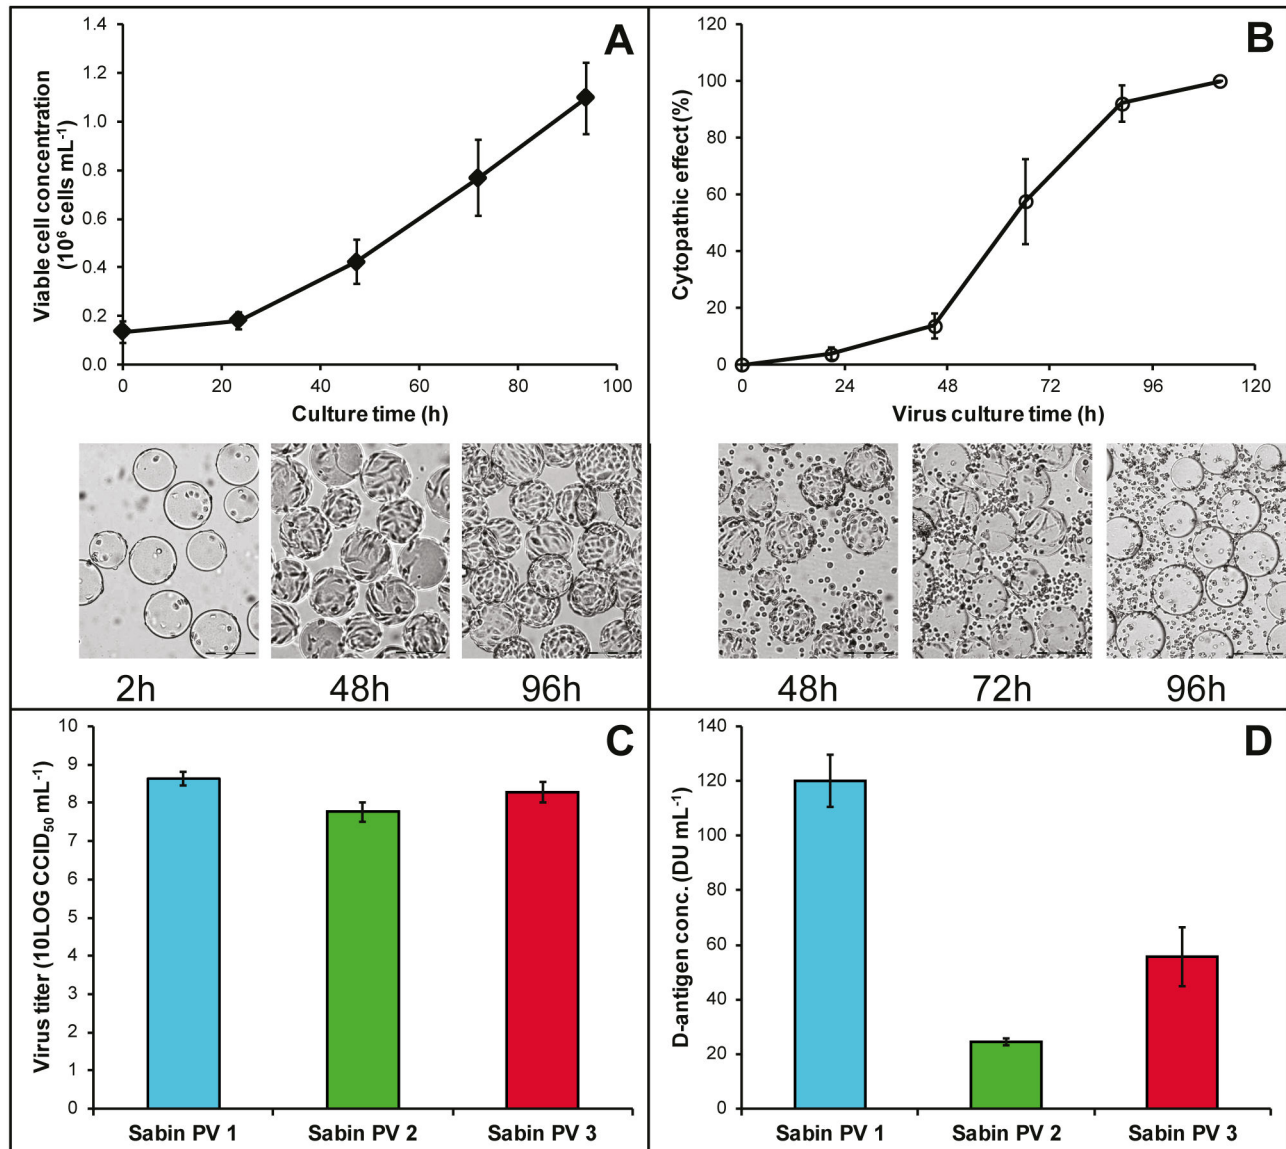 A
1.4
1.2
1.0
0.8
0.6
0.4
0.2
0.0
Viable cell concentration
(10⁶ cells mL⁻¹)
0 20 40 60 80 100
Culture time (h)
2h 48h 96h
B
120
100
80
60
40
20
0
Cytopathic effect (%)
0 24 48 72 96 120
Virus culture time (h)
48h 72h 96h
C
10
9
8
7
6
5
4
3
2
1
0
Virus titer (10LOG CCID₅₀ mL⁻¹)
Sabin PV 1 Sabin PV 2 Sabin PV 3
D
140
120
100
80
60
40
20
0
D-antigen conc. (DU mL⁻¹)
Sabin PV 1 Sabin PV 2 Sabin PV 3